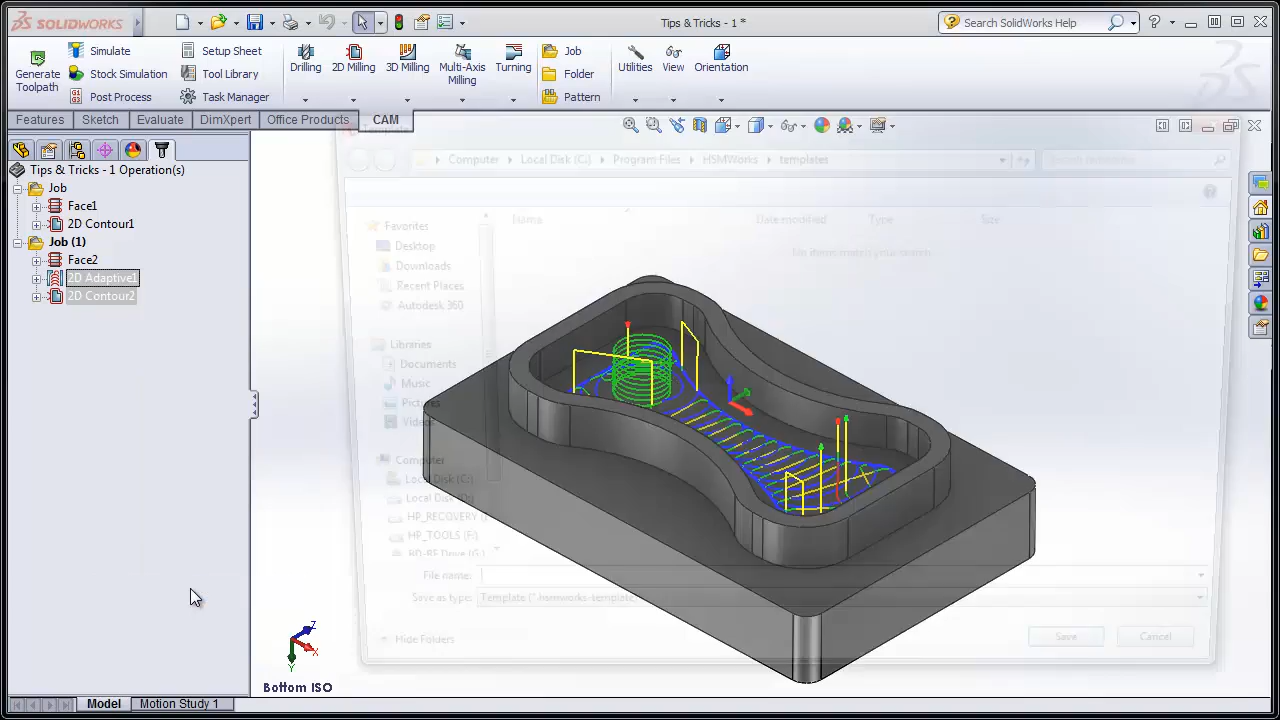 SOLIDWORKS
Tips & Tricks - 1 *
Search SolidWorks Help
Generate Toolpath
Simulate
Stock Simulation
Post Process
Setup Sheet
Tool Library
Task Manager
Drilling
2D Milling
3D Milling
Multi-Axis Milling
Turning
Job
Folder
Pattern
Utilities
View
Orientation
Features
Sketch
Evaluate
DimXpert
Office Products
CAM
Tips & Tricks - 1 Operation(s)
Job
Face1
2D Contour1
Job (1)
Face2
2D Adaptive1
2D Contour2
Computer
Local Disk (C:)
Program Files
HSMWorks
templates
Name
Date modified
Type
Size
No items match your search.
Favorites
Desktop
Downloads
Recent Places
Autodesk 360
Libraries
Documents
Music
Pictures
Videos
Computer
Local Disk (C:)
Local Disk (D:)
HP_RECOVERY
HP_TOOLS (F:)
File name:
Save as type:
Template (*.hsmworks-template
Hide Folders
Save
Cancel
Z
X
Y
Bottom ISO
Model
Motion Study 1